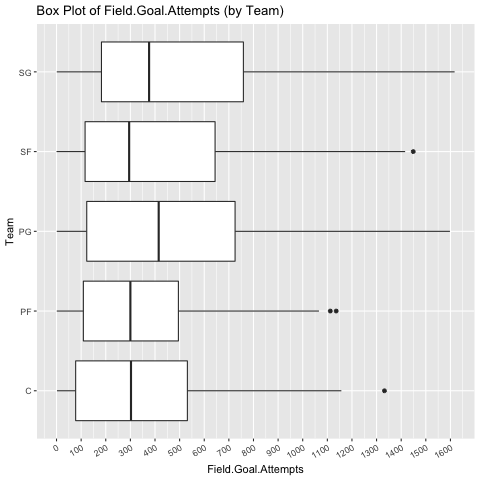 Box Plot of Field.Goal.Attempts (by Team)
SG
SF
PG
PF
C
Team
0 100 200 300 400 500 600 700 800 900 1000 1100 1200 1300 1400 1500 1600
Field.Goal.Attempts